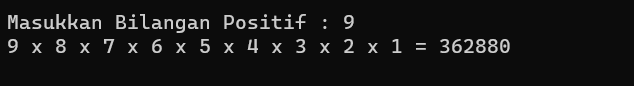 Masukkan Bilangan Positif : 9
9 x 8 x 7 x 6 x 5 x 4 x 3 x 2 x 1 = 362880